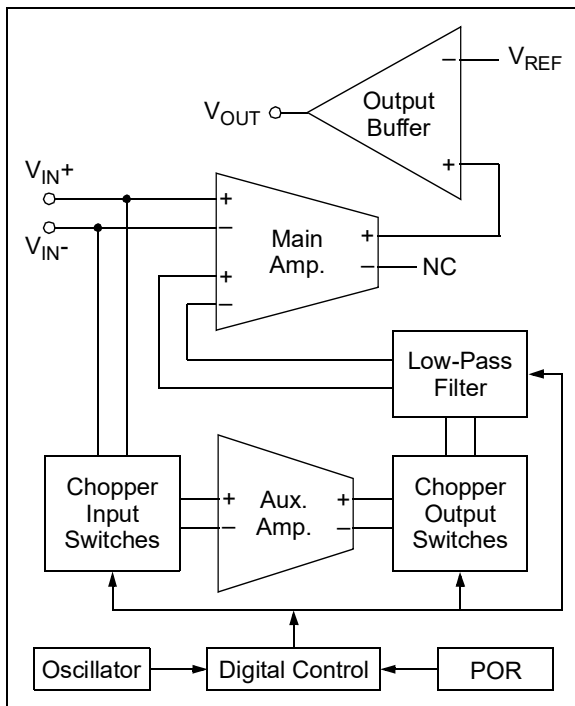 V_REF
Output
Buffer
V_OUT
−
+
V_IN+
V_IN-
Main
Amp.
+
−
+
−
+
−
NC
Low-Pass
Filter
Chopper
Input
Switches
Aux.
Amp.
+
−
+
−
Chopper
Output
Switches
Oscillator
Digital Control
POR